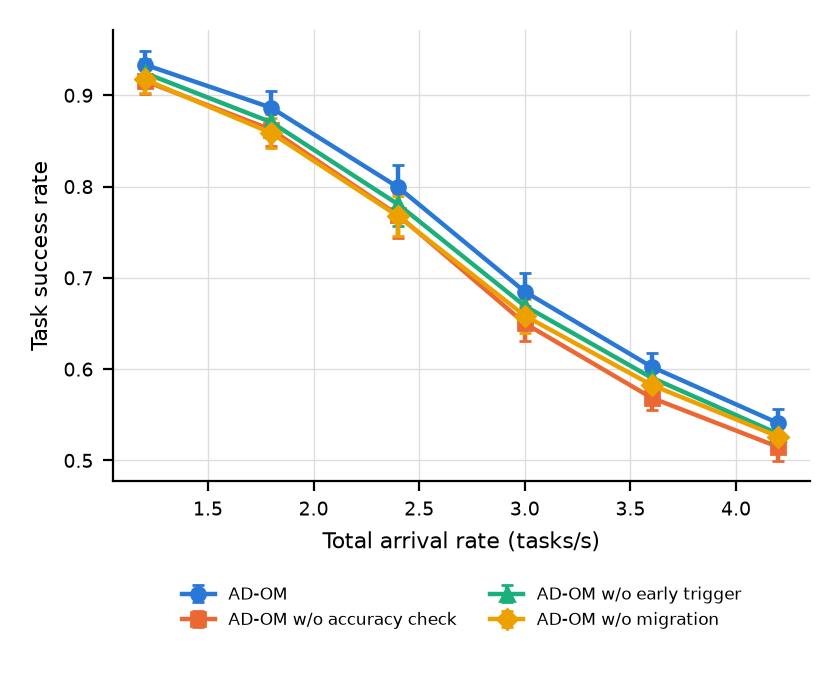 Task success rate
0.9
0.8
0.7
0.6
0.5
1.5 2.0 2.5 3.0 3.5 4.0
Total arrival rate (tasks/s)
AD-OM AD-OM w/o early trigger
AD-OM w/o accuracy check AD-OM w/o migration